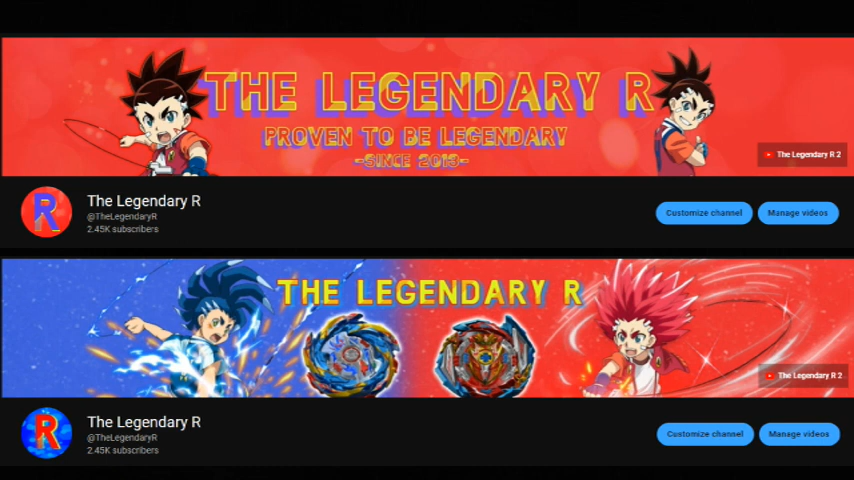 THE LEGENDARY R
PROVEN TO BE LEGENDARY
-SINCE 2019-
The Legendary R 2
R
The Legendary R
@TheLegendaryR
2.45K subscribers
Customize channel
Manage videos
THE LEGENDARY R
The Legendary R 2
R
The Legendary R
@TheLegendaryR
2.45K subscribers
Customize channel
Manage videos